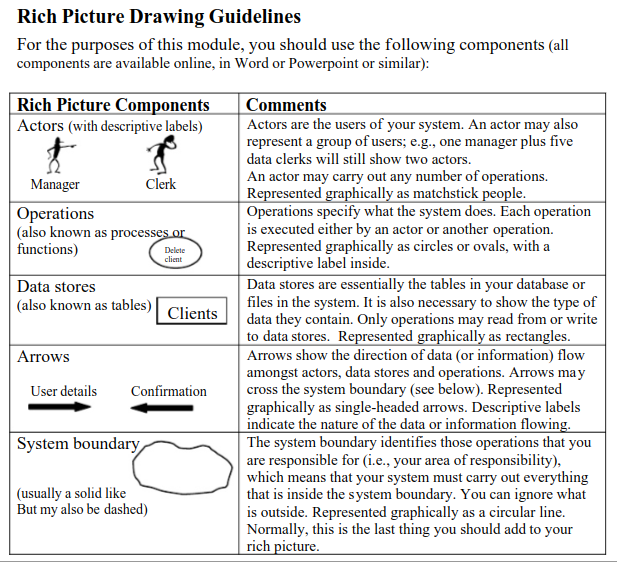 Rich Picture Drawing Guidelines
For the purposes of this module, you should use the following components (all
components are available online, in Word or Powerpoint or similar):
Rich Picture Components
Comments
Actors (with descriptive labels)
Manager
Clerk
Actors are the users of your system. An actor may also
represent a group of users; e.g., one manager plus five
data clerks will still show two actors.
An actor may carry out any number of operations.
Represented graphically as matchstick people.
Operations
(also known as processes or
functions)
Delete
client
Operations specify what the system does. Each operation
is executed either by an actor or another operation.
Represented graphically as circles or ovals, with a
descriptive label inside.
Data stores
(also known as tables)
Clients
Data stores are essentially the tables in your database or
files in the system. It is also necessary to show the type of
data they contain. Only operations may read from or write
to data stores. Represented graphically as rectangles.
Arrows
User details
Confirmation
Arrows show the direction of data (or information) flow
amongst actors, data stores and operations. Arrows may
cross the system boundary (see below). Represented
graphically as single-headed arrows. Descriptive labels
indicate the nature of the data or information flowing.
System boundary
(usually a solid like
But my also be dashed)
The system boundary identifies those operations that you
are responsible for (i.e., your area of responsibility),
which means that your system must carry out everything
that is inside the system boundary. You can ignore what
is outside. Represented graphically as a circular line.
Normally, this is the last thing you should add to your
rich picture.